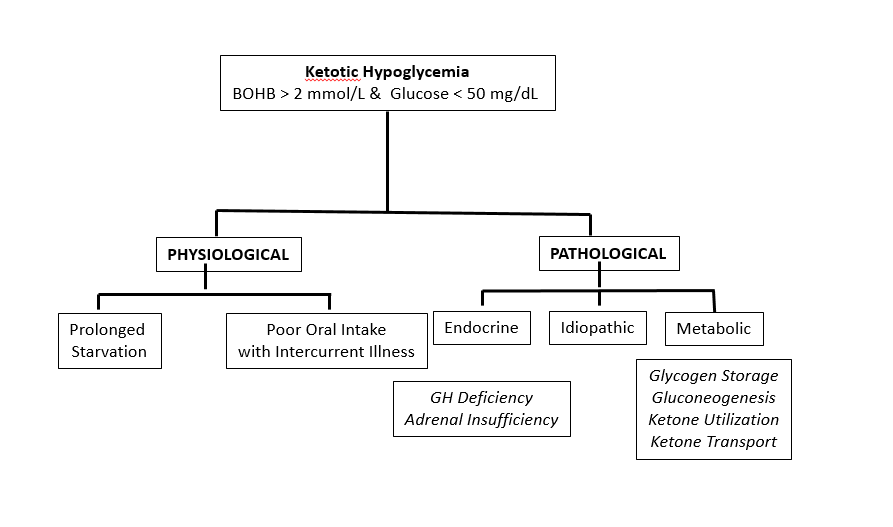 Ketotic Hypoglycemia
BOHB > 2 mmol/L & Glucose < 50 mg/dL
PHYSIOLOGICAL
PATHOLOGICAL
Prolonged
Starvation
Poor Oral Intake
with Intercurrent Illness
Endocrine
Idiopathic
Metabolic
GH Deficiency
Adrenal Insufficiency
Glycogen Storage
Gluconeogenesis
Ketone Utilization
Ketone Transport